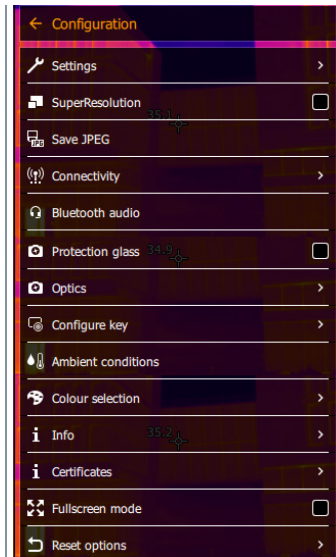 Configuration
Settings
SuperResolution
35.1
JPG
Save JPEG
Connectivity
Bluetooth audio
Protection glass 34.9
Optics
Configure key
Ambient conditions
Colour selection
Info 35.2
Certificates
Fullscreen mode
Reset options